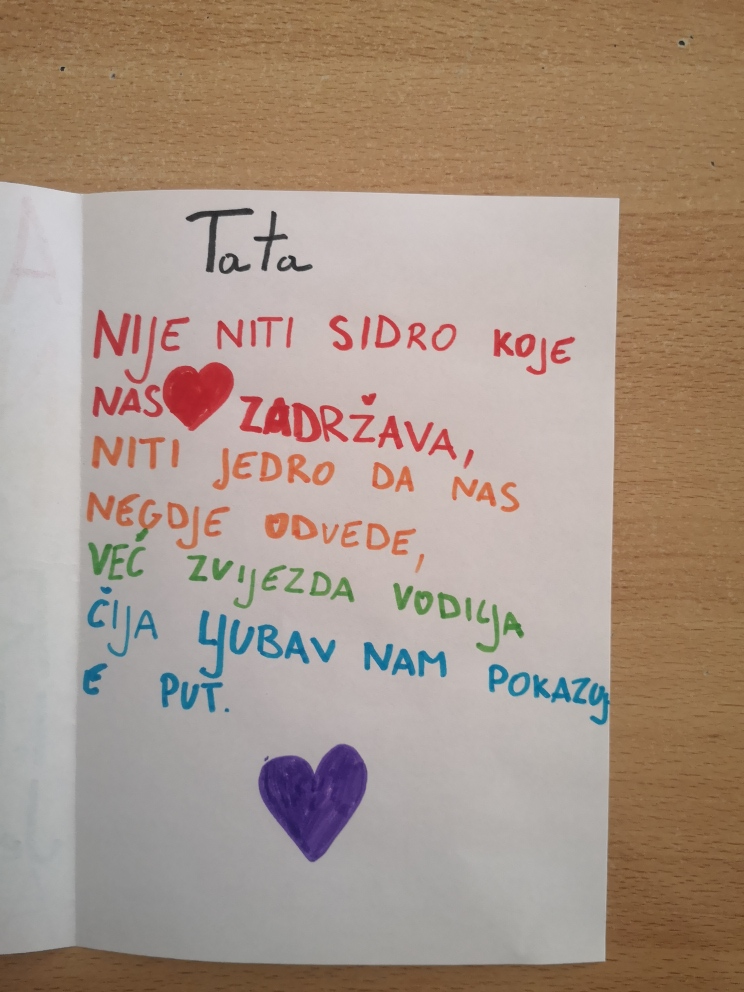 Tata
NIJE NITI SIDRO KOJE
NAS ZADRŽAVA,
NITI JEDRO DA NAS
NEGDJE ODVEDE,
VEĆ ZVIJEZDA VODILJA
ČIJA LJUBAV NAM POKAZUJ
E PUT.